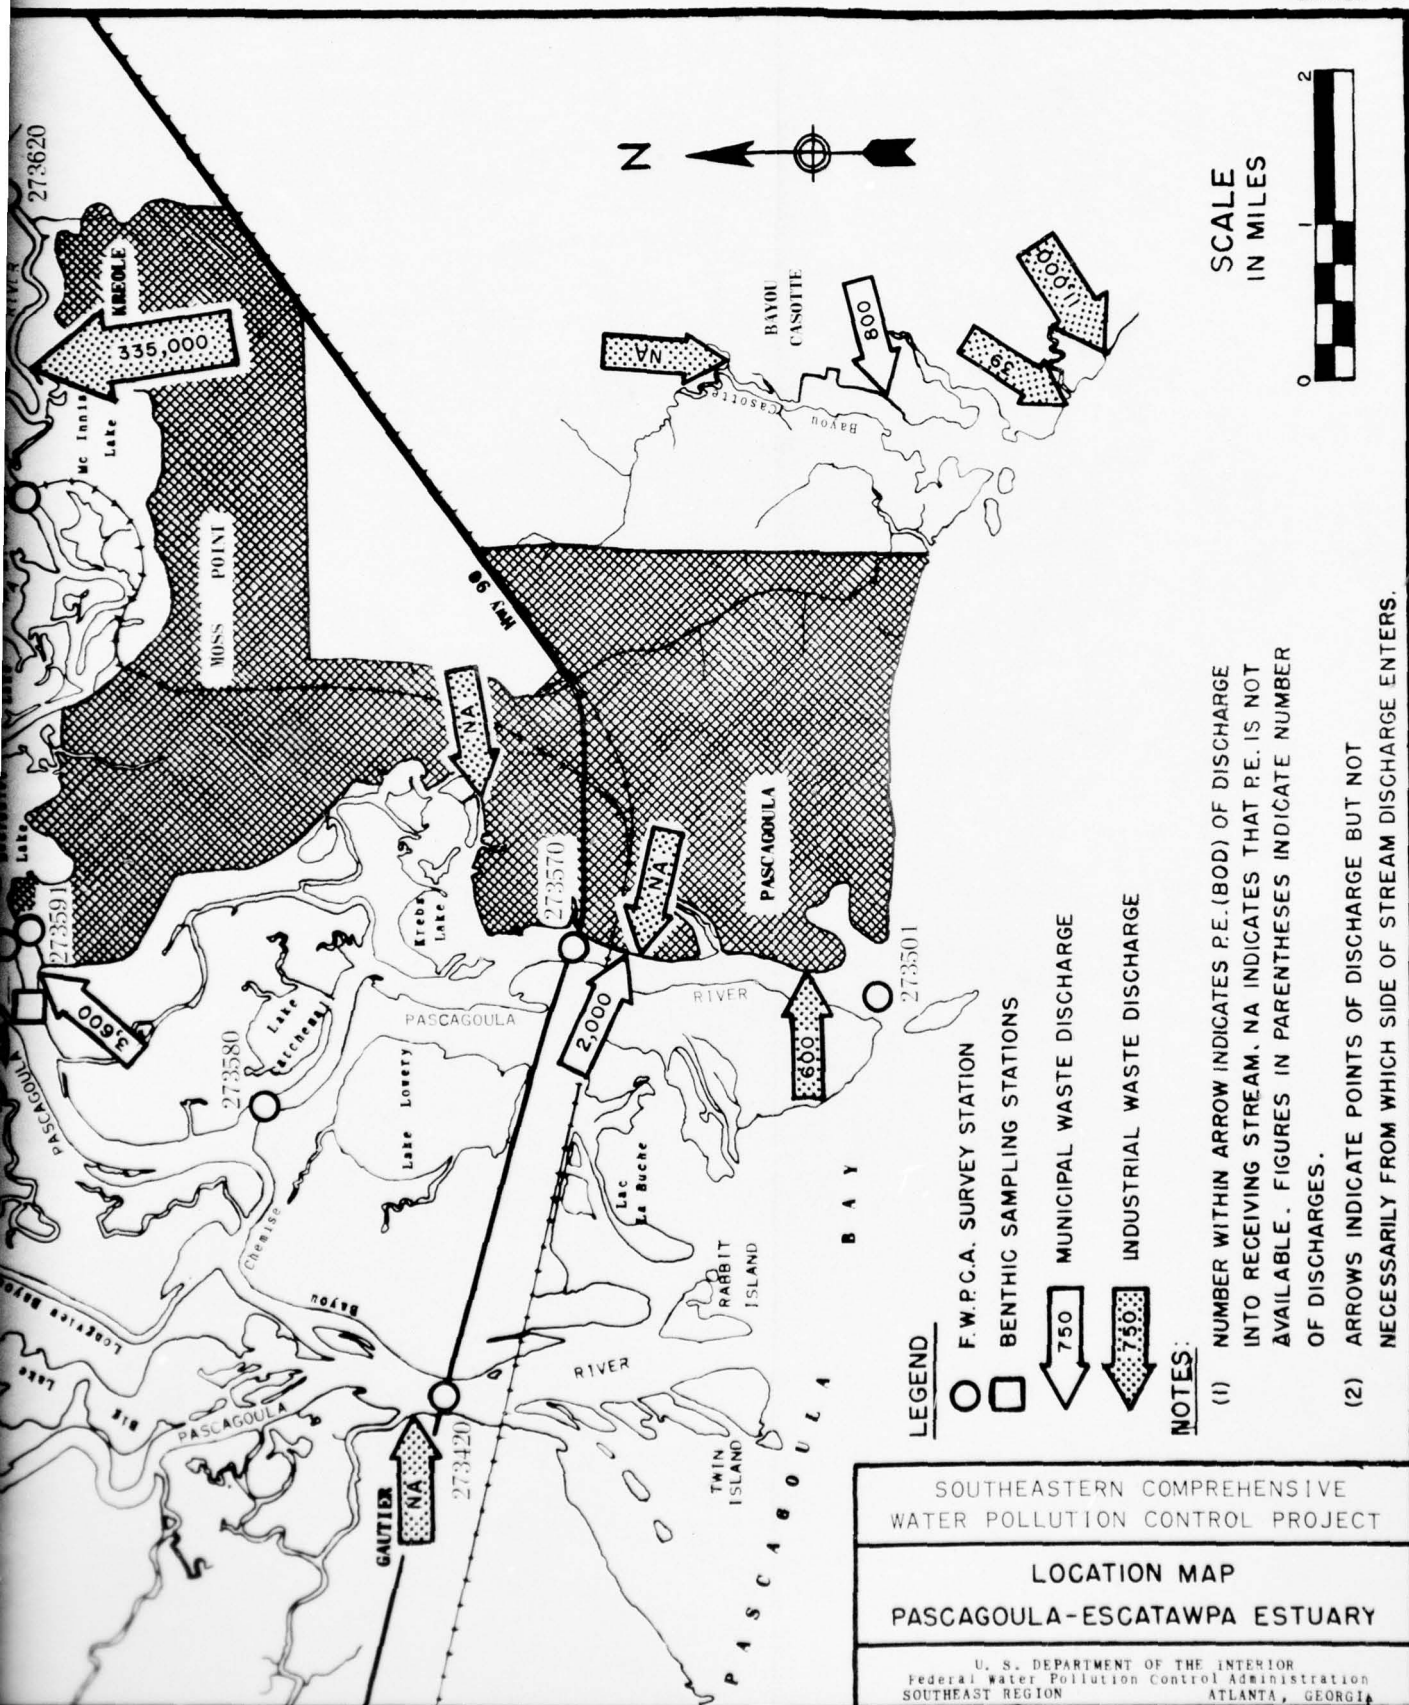 273620
RIVER
KREOLE
335,000
Mc Innis
Lake
MOSS POINT
Hwy 90
N
BAYOU
CASOTTE
NA
800
39
11,000
Bayou
Casotte
SCALE
IN MILES
0
1
2
Lake
273591
3,600
PASCAGOULA
273580
Lake
Catcheng
Krebs
Lake
NA
273570
NA
2,000
PASCAGOULA
PASCAGOULA
RIVER
600
273501
Lake Lowery
Lac
La Buche
Chemise
Bayou
RABBIT
ISLAND
Big
Lake
PASCAGOULA
RIVER
GAUTIER
NA
273420
TWIN
ISLAND
PASCAGOULA BAY
LEGEND
F.W.P.C.A. SURVEY STATION
BENTHIC SAMPLING STATIONS
750 MUNICIPAL WASTE DISCHARGE
750 INDUSTRIAL WASTE DISCHARGE
NOTES:
(1) NUMBER WITHIN ARROW INDICATES P.E. (BOD) OF DISCHARGE
INTO RECEIVING STREAM. NA INDICATES THAT P.E. IS NOT
AVAILABLE. FIGURES IN PARENTHESES INDICATE NUMBER
OF DISCHARGES.
(2) ARROWS INDICATE POINTS OF DISCHARGE BUT NOT
NECESSARILY FROM WHICH SIDE OF STREAM DISCHARGE ENTERS.
SOUTHEASTERN COMPREHENSIVE
WATER POLLUTION CONTROL PROJECT
LOCATION MAP
PASCAGOULA-ESCATAWPA ESTUARY
U. S. DEPARTMENT OF THE INTERIOR
Federal Water Pollution Control Administration
SOUTHEAST REGION ATLANTA, GEORGIA